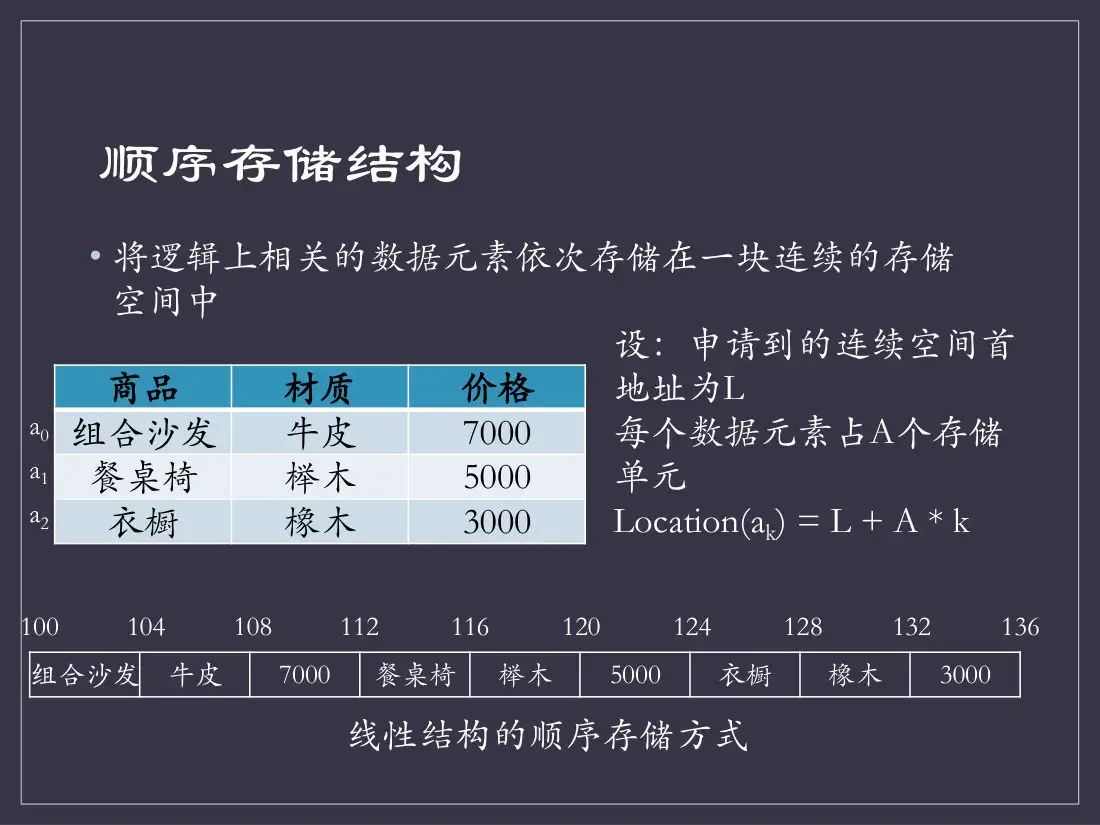 顺序存储结构
• 将逻辑上相关的数据元素依次存储在一块连续的存储
空间中
设：申请到的连续空间首
地址为L
每个数据元素占A个存储
单元
Location(ak) = L + A * k
商品 材质 价格
a0 组合沙发 牛皮 7000
a1 餐桌椅 榉木 5000
a2 衣橱 橡木 3000
100 104 108 112 116 120 124 128 132 136
组合沙发 牛皮 7000 餐桌椅 榉木 5000 衣橱 橡木 3000
线性结构的顺序存储方式